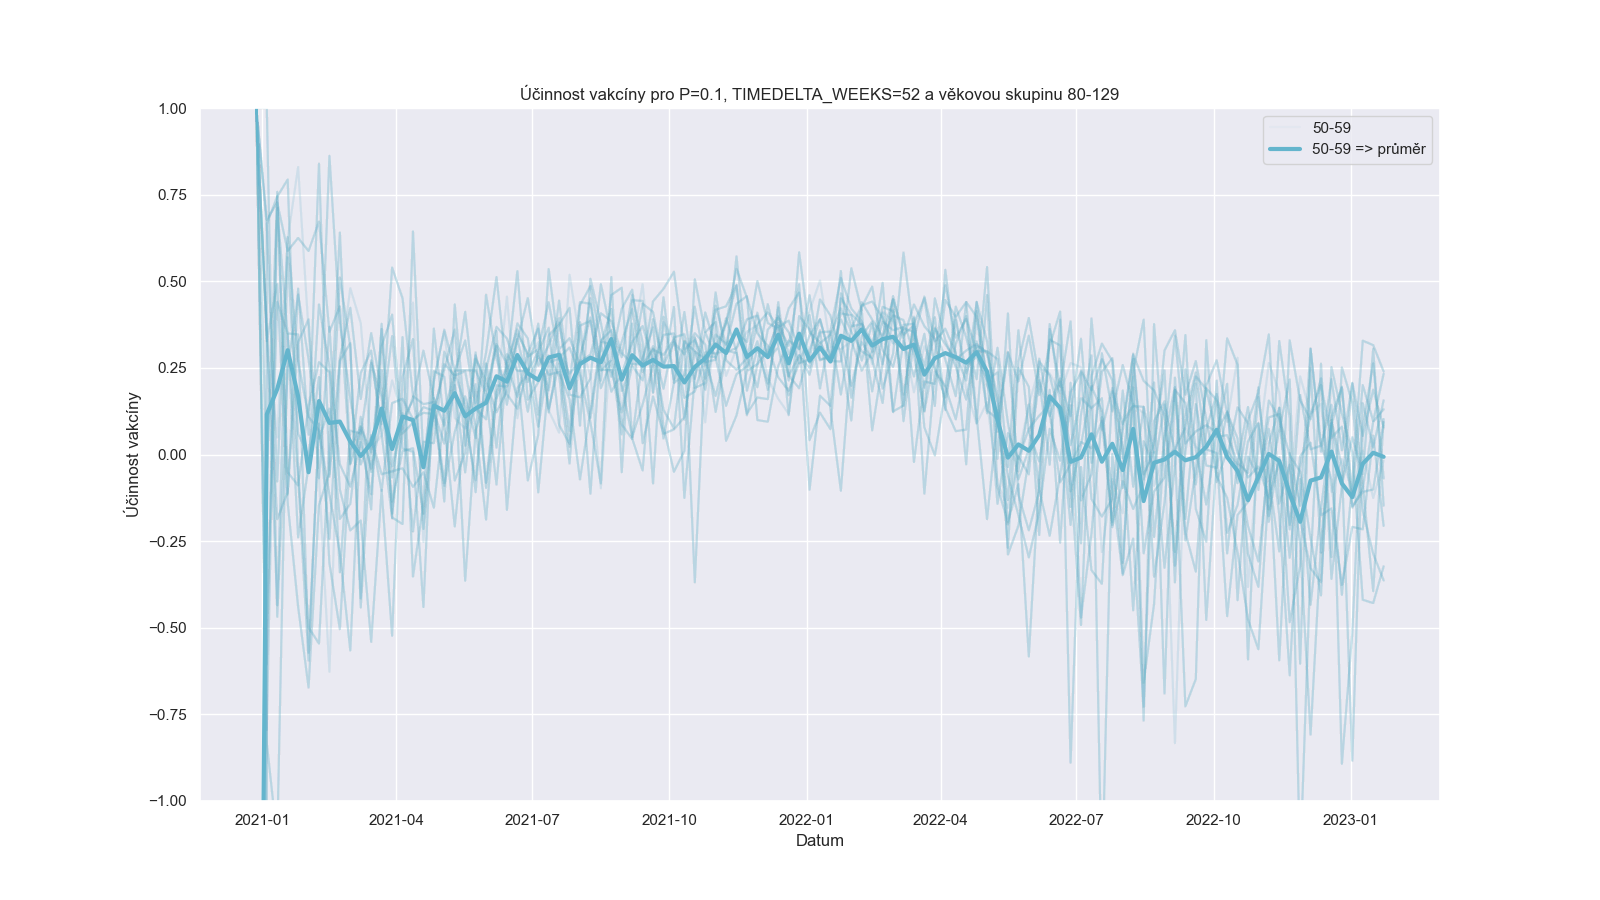 Účinnost vakcíny pro P=0.1, TIMEDELTA_WEEKS=52 a věkovou skupinu 80-129
50-59
50-59 => průměr
1.00
0.75
0.50
0.25
0.00
−0.25
−0.50
−0.75
−1.00
Účinnost vakcíny
2021-01 2021-04 2021-07 2021-10 2022-01 2022-04 2022-07 2022-10 2023-01
Datum